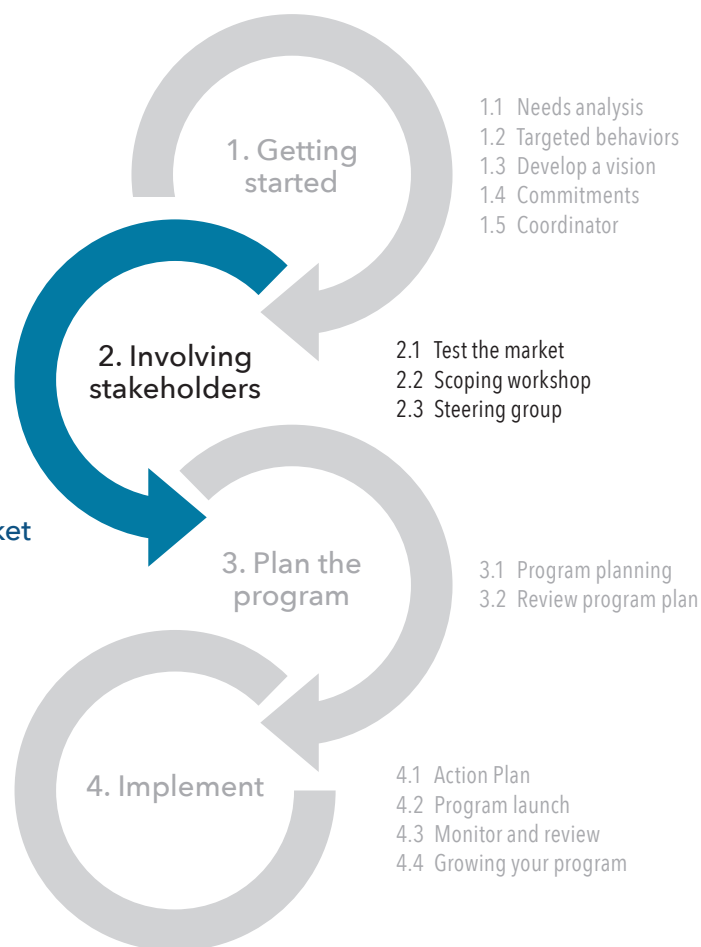 1. Getting
started
1.1 Needs analysis
1.2 Targeted behaviors
1.3 Develop a vision
1.4 Commitments
1.5 Coordinator
2. Involving
stakeholders
2.1 Test the market
2.2 Scoping workshop
2.3 Steering group
3. Plan the
program
3.1 Program planning
3.2 Review program plan
4. Implement
4.1 Action Plan
4.2 Program launch
4.3 Monitor and review
4.4 Growing your program